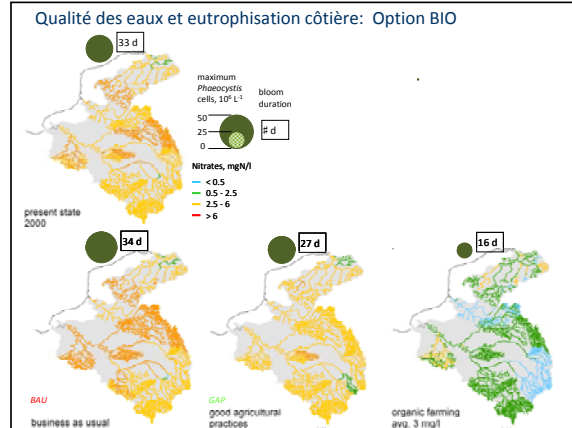 Qualité des eaux et eutrophisation côtière: Option BIO
33 d
maximum
Phaeocystis
cells, 10⁶ L⁻¹
bloom
duration
50
25
0
# d
Nitrates, mgN/l
< 0.5
0.5 - 2.5
2.5 - 6
> 6
present state
2000
34 d
27 d
16 d
BAU
business as usual
GAP
good agricultural
practices
organic farming
avg. 3 mg/l